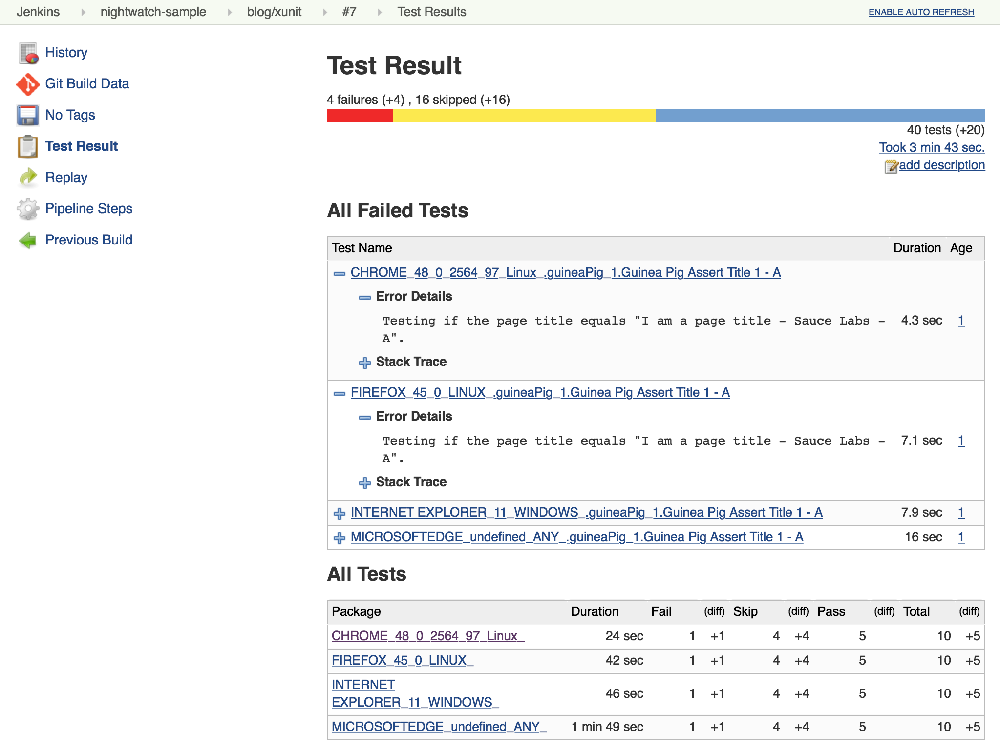 Jenkins nightwatch-sample blog/xunit #7 Test Results ENABLE AUTO REFRESH
History
Git Build Data
No Tags
Test Result
Replay
Pipeline Steps
Previous Build
Test Result
4 failures (+4) , 16 skipped (+16)
40 tests (+20)
Took 3 min 43 sec.
add description
All Failed Tests
Test Name Duration Age
CHROME_48_0_2564_97_Linux_.guineaPig_1.Guinea Pig Assert Title 1 - A
Error Details
Testing if the page title equals "I am a page title - Sauce Labs - 4.3 sec 1
A".
Stack Trace
FIREFOX_45_0_LINUX_.guineaPig_1.Guinea Pig Assert Title 1 - A
Error Details
Testing if the page title equals "I am a page title - Sauce Labs - 7.1 sec 1
A".
Stack Trace
INTERNET EXPLORER_11_WINDOWS_.guineaPig_1.Guinea Pig Assert Title 1 - A 7.9 sec 1
MICROSOFTEDGE_undefined_ANY_.guineaPig_1.Guinea Pig Assert Title 1 - A 16 sec 1
All Tests
Package Duration Fail (diff) Skip (diff) Pass (diff) Total (diff)
CHROME_48_0_2564_97_Linux_ 24 sec 1 +1 4 +4 5 10 +5
FIREFOX_45_0_LINUX_ 42 sec 1 +1 4 +4 5 10 +5
INTERNET
EXPLORER_11_WINDOWS_ 46 sec 1 +1 4 +4 5 10 +5
MICROSOFTEDGE_undefined_ANY_ 1 min 49 sec 1 +1 4 +4 5 10 +5